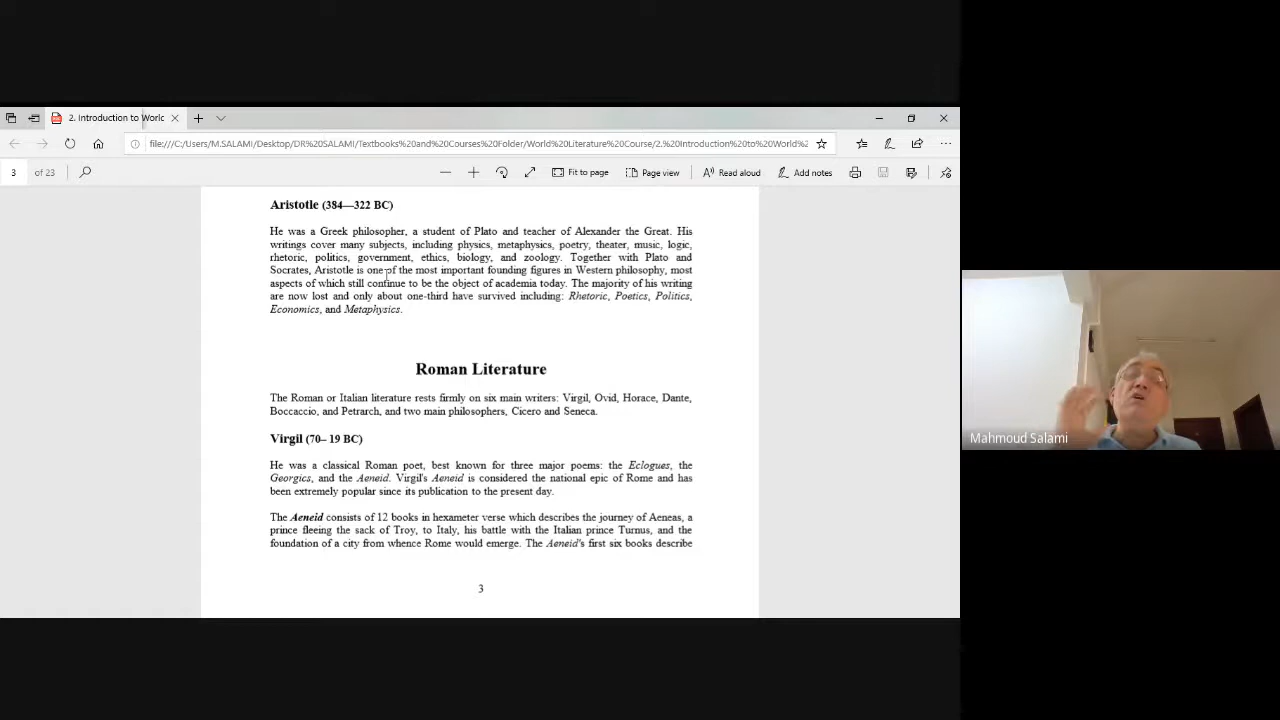 2. Introduction to World
file:///C:/Users/M.SALAMI/Desktop/DR%20SALAMI/Textbooks%20and%20Courses%20Folder/World%20Literature%20Course/2.%20Introduction%20to%20World%2
3 of 23
Fit to page
Page view
Read aloud
Add notes
Aristotle (384—322 BC)
He was a Greek philosopher, a student of Plato and teacher of Alexander the Great. His
writings cover many subjects, including physics, metaphysics, poetry, theater, music, logic,
rhetoric, politics, government, ethics, biology, and zoology. Together with Plato and
Socrates, Aristotle is one of the most important founding figures in Western philosophy, most
aspects of which still continue to be the object of academia today. The majority of his writing
are now lost and only about one-third have survived including: Rhetoric, Poetics, Politics,
Economics, and Metaphysics.
Roman Literature
The Roman or Italian literature rests firmly on six main writers: Virgil, Ovid, Horace, Dante,
Boccaccio, and Petrarch, and two main philosophers, Cicero and Seneca.
Virgil (70– 19 BC)
He was a classical Roman poet, best known for three major poems: the Eclogues, the
Georgics, and the Aeneid. Virgil's Aeneid is considered the national epic of Rome and has
been extremely popular since its publication to the present day.
The Aeneid consists of 12 books in hexameter verse which describes the journey of Aeneas, a
prince fleeing the sack of Troy, to Italy, his battle with the Italian prince Turnus, and the
foundation of a city from whence Rome would emerge. The Aeneid's first six books describe
3
Mahmoud Salami